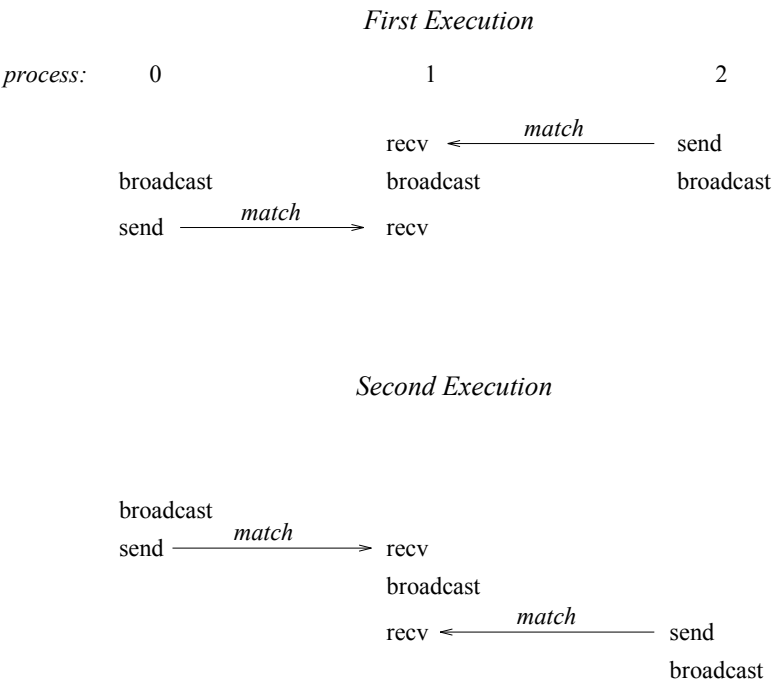 First Execution
process: 0 1 2
recv match send
broadcast broadcast broadcast
send match recv
Second Execution
broadcast
send match recv
broadcast
recv match send
broadcast